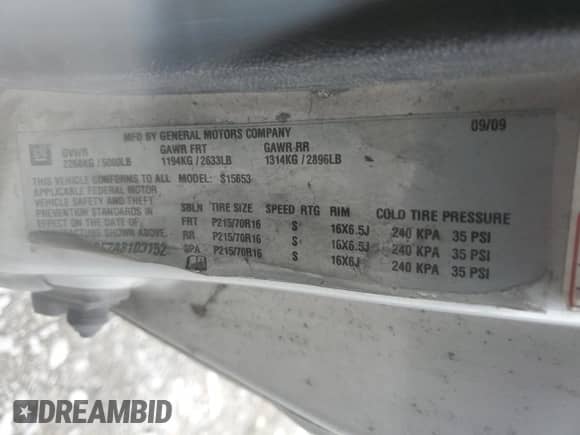 MFD BY GENERAL MOTORS COMPANY 09/09
GM GVWR GAWR FRT GAWR RR
2268KG / 5000LB 1194KG / 2633LB 1314KG / 2896LB
THIS VEHICLE CONFORMS TO ALL MODEL: S15653
APPLICABLE FEDERAL MOTOR
VEHICLE SAFETY AND THEFT
PREVENTION STANDARDS IN SBLN TIRE SIZE SPEED RTG RIM COLD TIRE PRESSURE
EFFECT ON THE DATE OF FRT P215/70R16 S 16X6.5J 240 KPA 35 PSI
SHOWN ABOVE. RR P215/70R16 S 16X6.5J 240 KPA 35 PSI
SPA P215/70R16 S 16X6J 240 KPA 35 PSI
DREAMBID